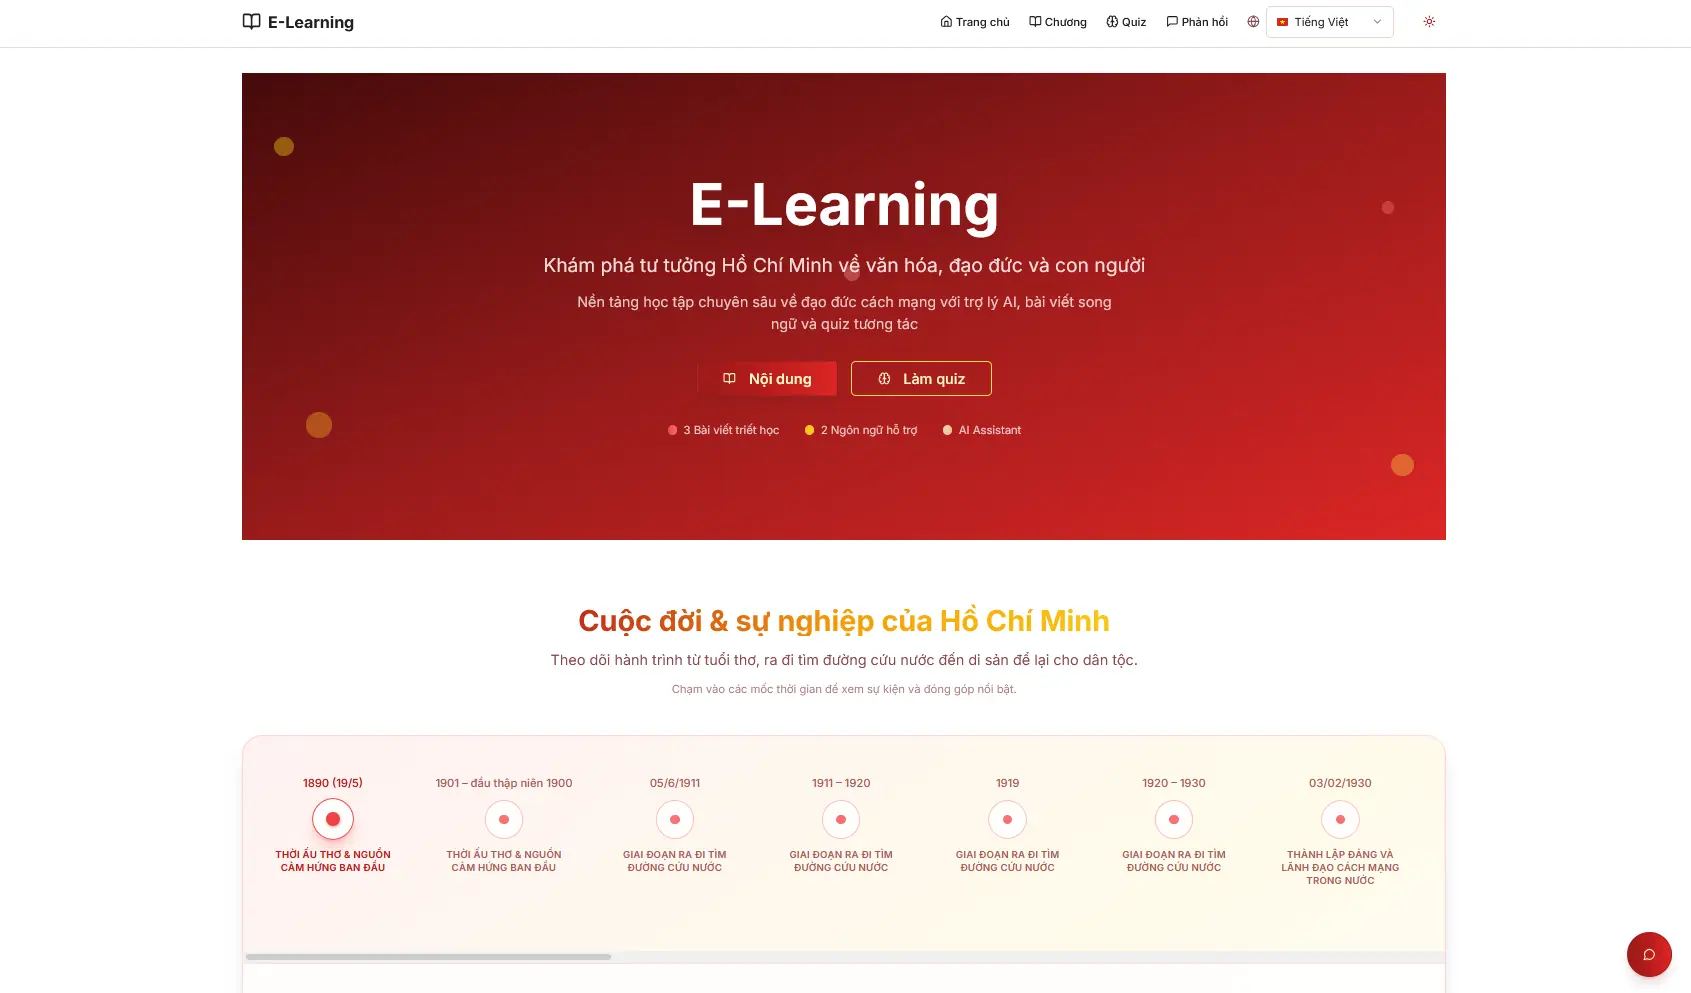 E-Learning
Trang chủ
Chương
Quiz
Phản hồi
Tiếng Việt
E-Learning
Khám phá tư tưởng Hồ Chí Minh về văn hóa, đạo đức và con người
Nền tảng học tập chuyên sâu về đạo đức cách mạng với trợ lý AI, bài viết song
ngữ và quiz tương tác
Nội dung
Làm quiz
3 Bài viết triết học
2 Ngôn ngữ hỗ trợ
AI Assistant
Cuộc đời & sự nghiệp của Hồ Chí Minh
Theo dõi hành trình từ tuổi thơ, ra đi tìm đường cứu nước đến di sản để lại cho dân tộc.
Chạm vào các mốc thời gian để xem sự kiện và đóng góp nổi bật.
1890 (19/5)
THỜI ẤU THƠ & NGUỒN
CẢM HỨNG BAN ĐẦU
1901 – đầu thập niên 1900
THỜI ẤU THƠ & NGUỒN
CẢM HỨNG BAN ĐẦU
05/6/1911
GIAI ĐOẠN RA ĐI TÌM
ĐƯỜNG CỨU NƯỚC
1911 – 1920
GIAI ĐOẠN RA ĐI TÌM
ĐƯỜNG CỨU NƯỚC
1919
GIAI ĐOẠN RA ĐI TÌM
ĐƯỜNG CỨU NƯỚC
1920 – 1930
GIAI ĐOẠN RA ĐI TÌM
ĐƯỜNG CỨU NƯỚC
03/02/1930
THÀNH LẬP ĐẢNG VÀ
LÃNH ĐẠO CÁCH MẠNG
TRONG NƯỚC